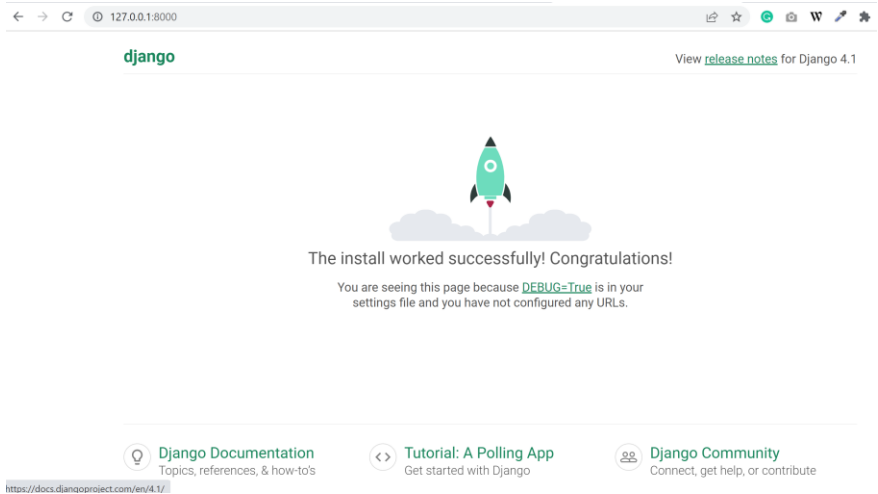 127.0.0.1:8000
django
View release notes for Django 4.1
The install worked successfully! Congratulations!
You are seeing this page because DEBUG=True is in your
settings file and you have not configured any URLs.
Django Documentation
Topics, references, & how-to's
Tutorial: A Polling App
Get started with Django
Django Community
Connect, get help, or contribute
https://docs.djangoproject.com/en/4.1/